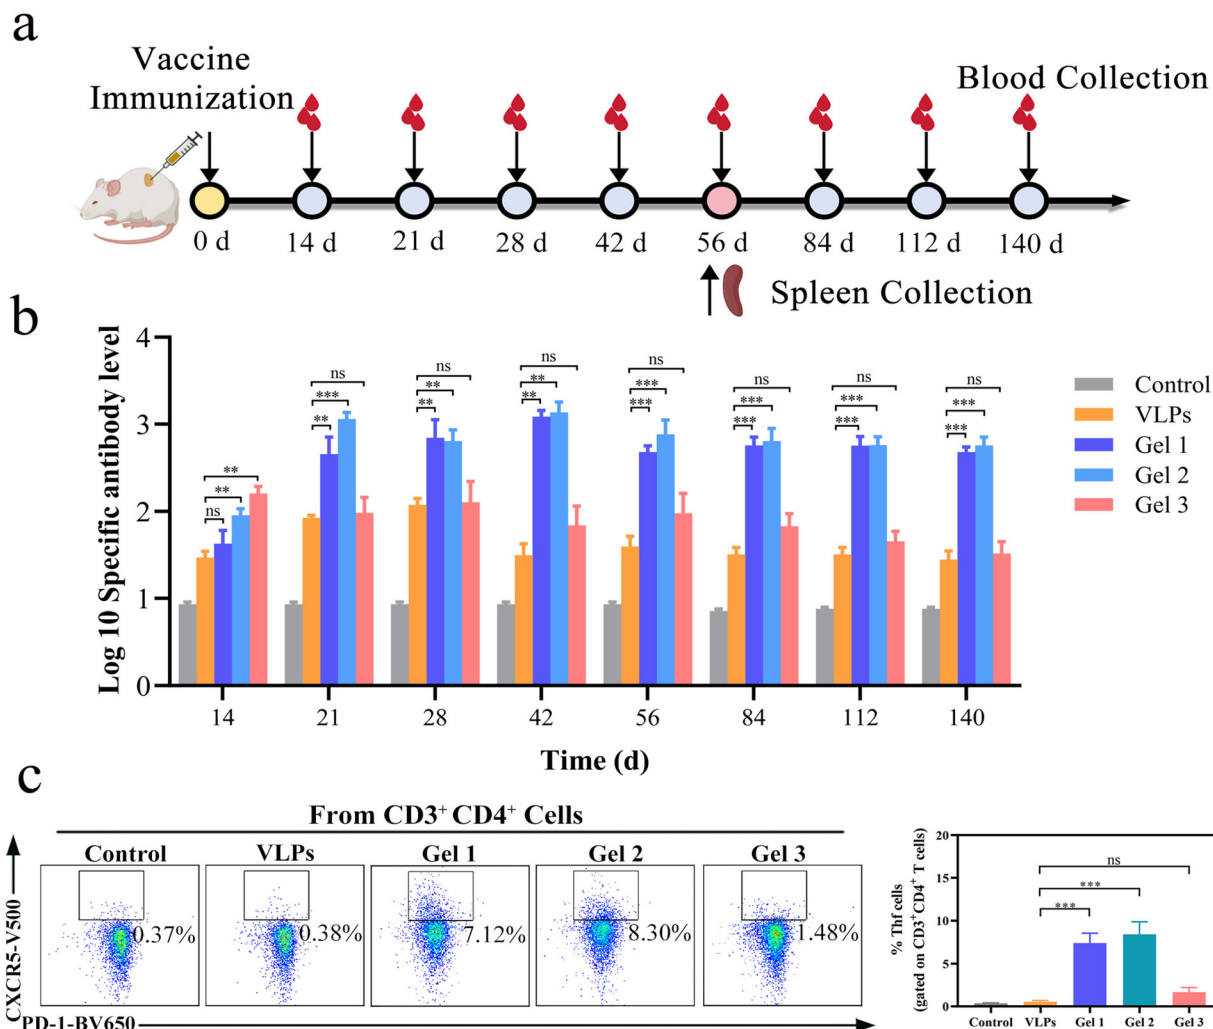 a
Vaccine
Immunization
Blood Collection
0 d 14 d 21 d 28 d 42 d 56 d 84 d 112 d 140 d
Spleen Collection
b
Log 10 Specific antibody level
4
3
2
1
0
ns ** **
** *** ns
** ** ns
** ** ns
*** *** ns
*** *** ns
*** *** ns
*** *** ns
14 21 28 42 56 84 112 140
Time (d)
Control
VLPs
Gel 1
Gel 2
Gel 3
c
From CD3⁺ CD4⁺ Cells
Control VLPs Gel 1 Gel 2 Gel 3
0.37% 0.38% 7.12% 8.30% 1.48%
CXCR5-V500
PD-1-BV650
% Thf cells
(gated on CD3⁺CD4⁺ T cells)
20
15
10
5
0
ns
***
***
Control VLPs Gel 1 Gel 2 Gel 3